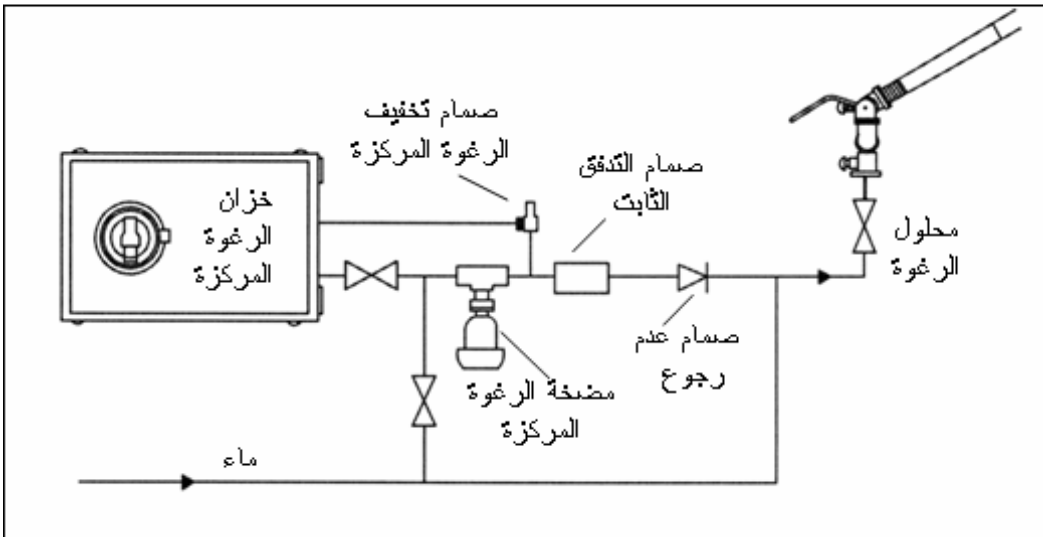 صمام تخفيف
الرغوة المركزة
صمام التدفق
الثابت
خزان
الرغوة
المركزة
محلول
الرغوة
صمام عدم
رجوع
مضخة الرغوة
المركزة
ماء